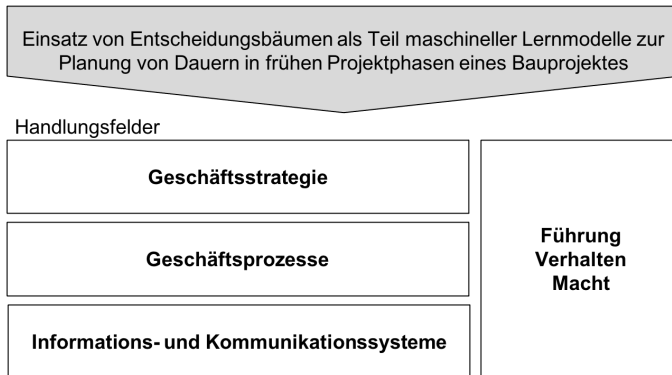 Einsatz von Entscheidungsbäumen als Teil maschineller Lernmodelle zur
Planung von Dauern in frühen Projektphasen eines Bauprojektes
Handlungsfelder
Geschäftsstrategie
Geschäftsprozesse
Informations- und Kommunikationssysteme
Führung
Verhalten
Macht